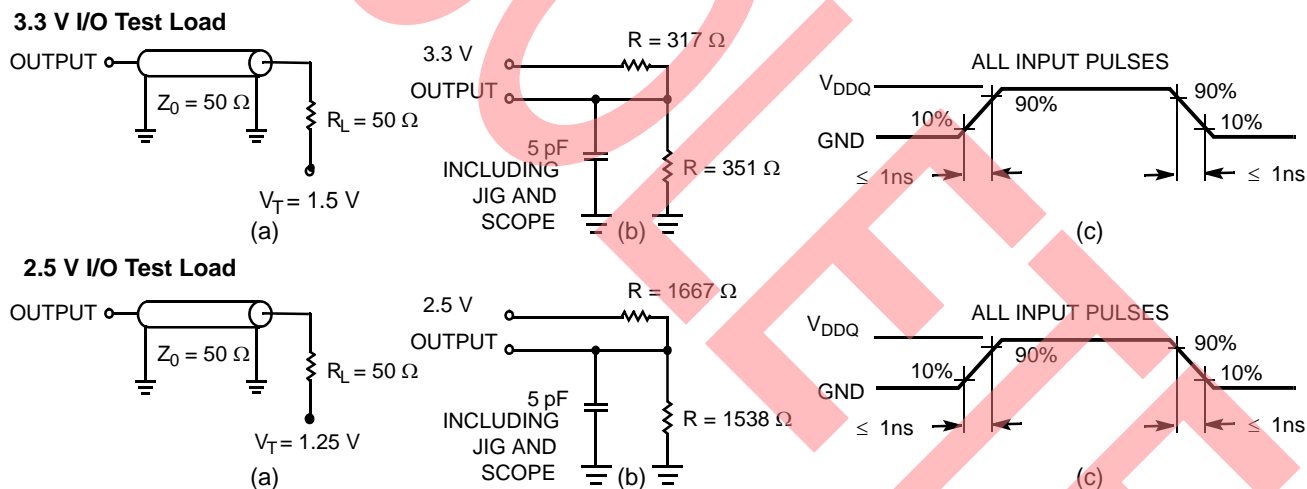 3.3 V I/O Test Load
OUTPUT
Z0 = 50 Ω
RL = 50 Ω
VT = 1.5 V
(a)
3.3 V
OUTPUT
R = 317 Ω
5 pF
INCLUDING
JIG AND
SCOPE
R = 351 Ω
(b)
ALL INPUT PULSES
VDDQ
GND
10%
90%
90%
10%
≤ 1ns
≤ 1ns
(c)
2.5 V I/O Test Load
OUTPUT
Z0 = 50 Ω
RL = 50 Ω
VT = 1.25 V
(a)
2.5 V
OUTPUT
R = 1667 Ω
5 pF
INCLUDING
JIG AND
SCOPE
R = 1538 Ω
(b)
ALL INPUT PULSES
VDDQ
GND
10%
90%
90%
10%
≤ 1ns
≤ 1ns
(c)